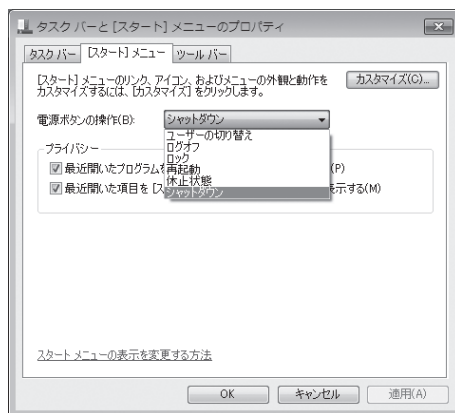 タスク バーと [スタート] メニューのプロパティ
タスク バー [スタート] メニュー ツール バー
[スタート] メニューのリンク、アイコン、およびメニューの外観と動作を
カスタマイズするには、[カスタマイズ] をクリックします。
カスタマイズ(C)...
電源ボタンの操作(B): シャットダウン
ユーザーの切り替え
ログオフ
ロック
再起動
休止状態
シャットダウン
プライバシー
最近開いたプログラム (P)
最近開いた項目を [ス 示する(M)
スタート メニューの表示を変更する方法
OK キャンセル 適用(A)